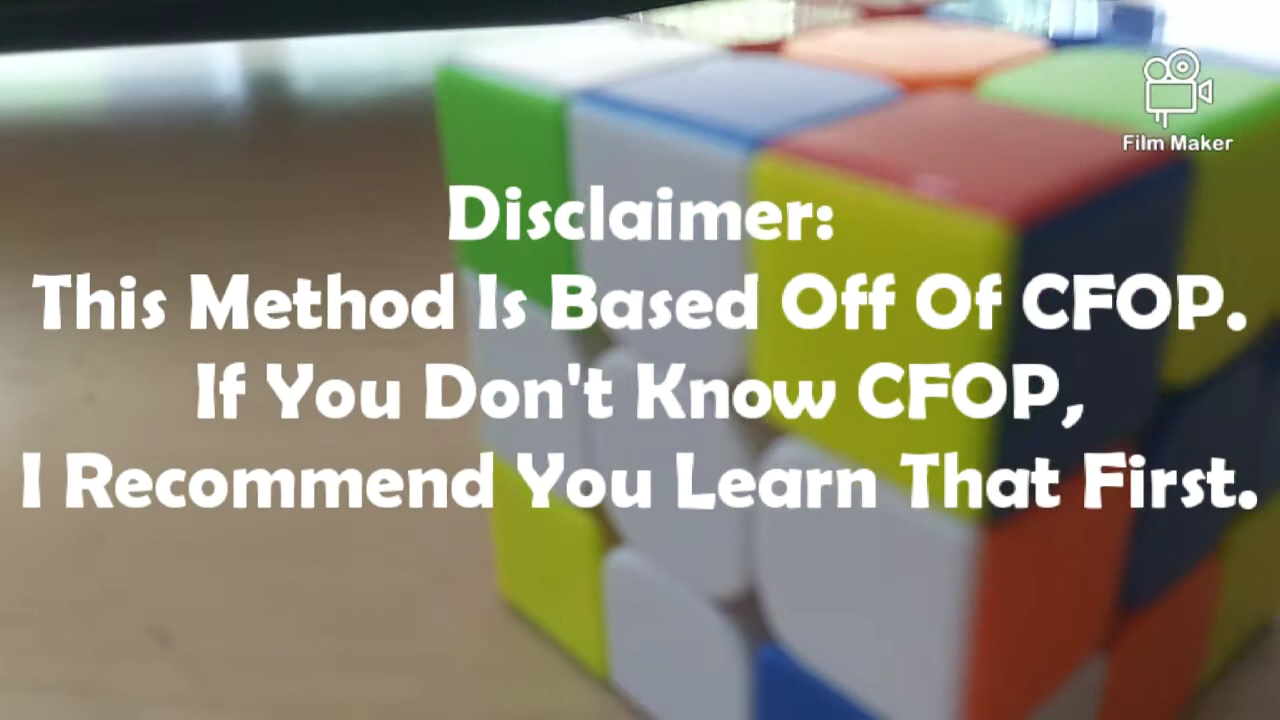 Film Maker
Disclaimer:
This Method Is Based Off Of CFOP.
If You Don't Know CFOP,
I Recommend You Learn That First.